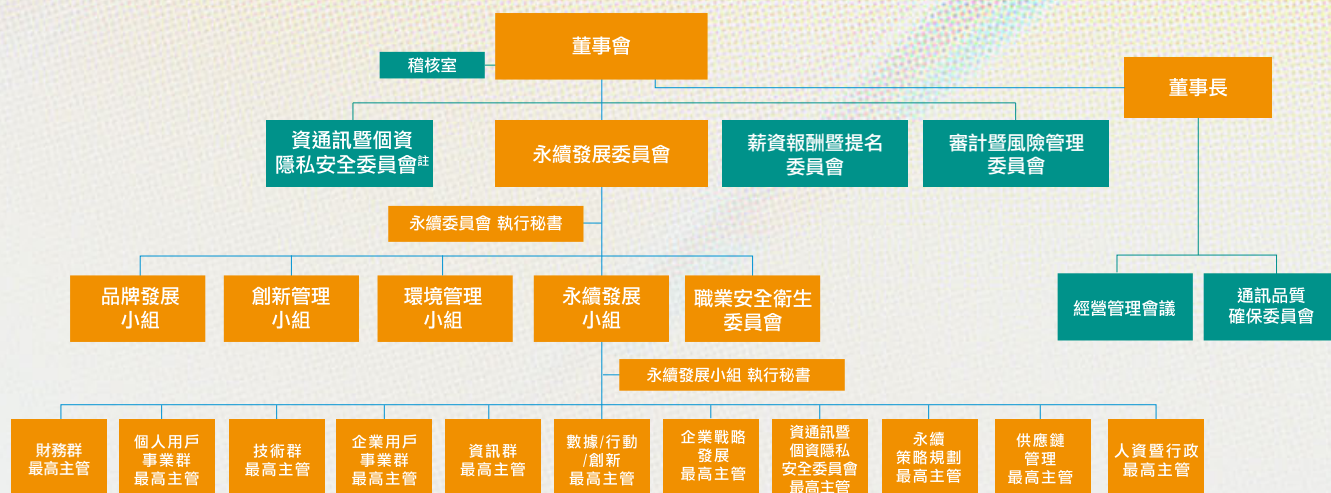 董事會
稽核室
董事長
資通訊暨個資
隱私安全委員會註
永續發展委員會
薪資報酬暨提名
委員會
審計暨風險管理
委員會
永續委員會 執行秘書
品牌發展
小組
創新管理
小組
環境管理
小組
永續發展
小組
職業安全衛生
委員會
經營管理會議
通訊品質
確保委員會
永續發展小組 執行秘書
財務群
最高主管
個人用戶
事業群
最高主管
技術群
最高主管
企業用戶
事業群
最高主管
資訊群
最高主管
數據/行動
/創新
最高主管
企業戰略
發展
最高主管
資通訊暨
個資隱私
安全委員會
最高主管
永續
策略規劃
最高主管
供應鏈
管理
最高主管
人資暨行政
最高主管